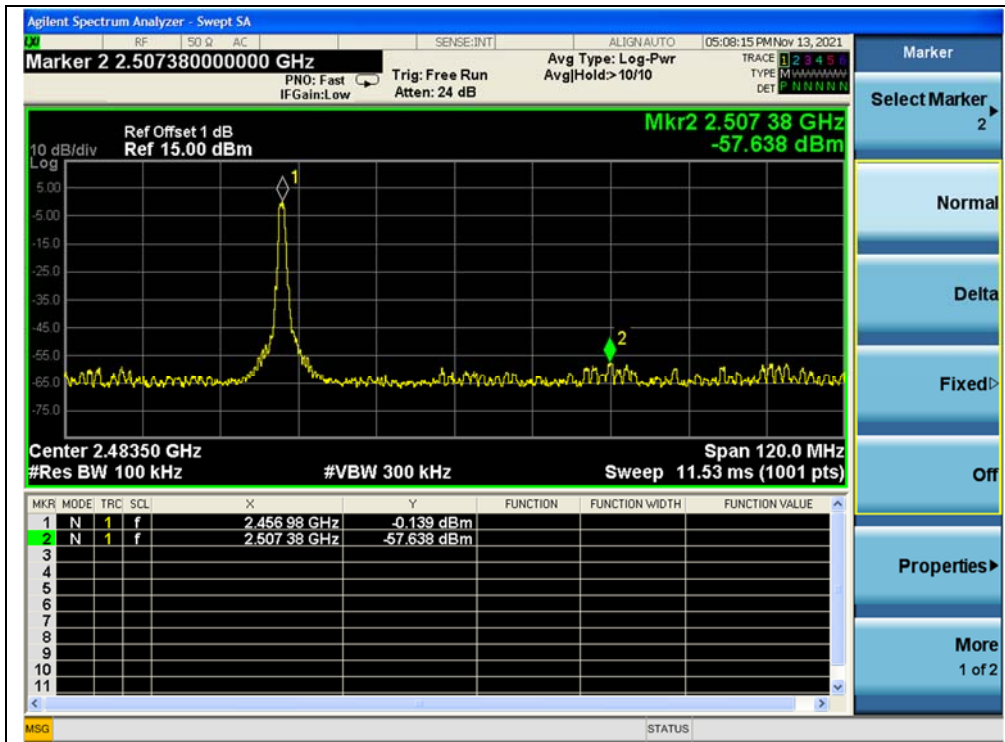 Agilent Spectrum Analyzer - Swept SA
LXI RF 50 Ω AC SENSE:INT ALIGN AUTO 05:08:15 PM Nov 13, 2021
Marker 2 2.507380000000 GHz
PNO: Fast
IFGain:Low
Trig: Free Run
Atten: 24 dB
Avg Type: Log-Pwr
Avg|Hold:>10/10
TRACE 1 2 3 4 5 6
TYPE M WWWWW
DET P N N N N N
Mkr2 2.507 38 GHz
-57.638 dBm
Ref Offset 1 dB
Ref 15.00 dBm
10 dB/div
Log
5.00
-5.00
-15.0
-25.0
-35.0
-45.0
-55.0
-65.0
-75.0
1
2
Center 2.48350 GHz Span 120.0 MHz
#Res BW 100 kHz #VBW 300 kHz Sweep 11.53 ms (1001 pts)
MKR MODE TRC SCL X Y FUNCTION FUNCTION WIDTH FUNCTION VALUE
1 N 1 f 2.456 98 GHz -0.139 dBm
2 N 1 f 2.507 38 GHz -57.638 dBm
3
4
5
6
7
8
9
10
11
MSG STATUS
Marker
Select Marker
2
Normal
Delta
Fixed
Off
Properties
More
1 of 2